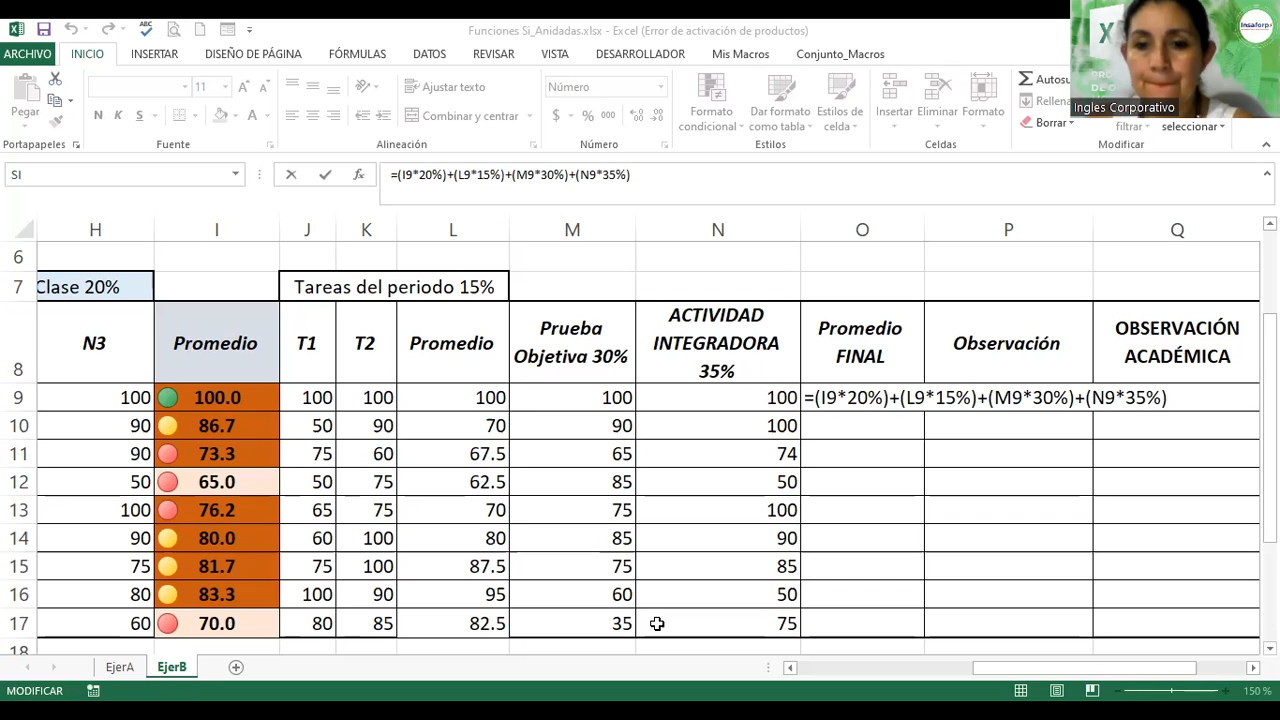 Funciones Si_Anidadas.xlsx - Excel (Error de activación de productos)
ARCHIVO INICIO INSERTAR DISEÑO DE PÁGINA FÓRMULAS DATOS REVISAR VISTA DESARROLLADOR Mis Macros Conjunto_Macros
Insaforp
Ingles Corporativo
Pegar
11
N K S
Ajustar texto
Combinar y centrar
Número
$ % 000
Formato condicional
Dar formato como tabla
Estilos de celda
Insertar Eliminar Formato
Autosu
Rellena
Borrar
filtrar
seleccionar
Portapapeles Fuente Alineación Número Estilos Celdas Modificar
SI
fx
=(I9*20%)+(L9*15%)+(M9*30%)+(N9*35%)
H I J K L M N O P Q
6
7 Clase 20% Tareas del periodo 15%
8 N3 Promedio T1 T2 Promedio Prueba Objetiva 30% ACTIVIDAD INTEGRADORA 35% Promedio FINAL Observación OBSERVACIÓN ACADÉMICA
9 100 100.0 100 100 100 100 100 =(I9*20%)+(L9*15%)+(M9*30%)+(N9*35%)
10 90 86.7 50 90 70 90 100
11 90 73.3 75 60 67.5 65 74
12 50 65.0 50 75 62.5 85 50
13 100 76.2 65 75 70 75 100
14 90 80.0 60 100 80 85 90
15 75 81.7 75 100 87.5 75 85
16 80 83.3 100 90 95 60 50
17 60 70.0 80 85 82.5 35 75
18
EjerA EjerB
MODIFICAR
150 %